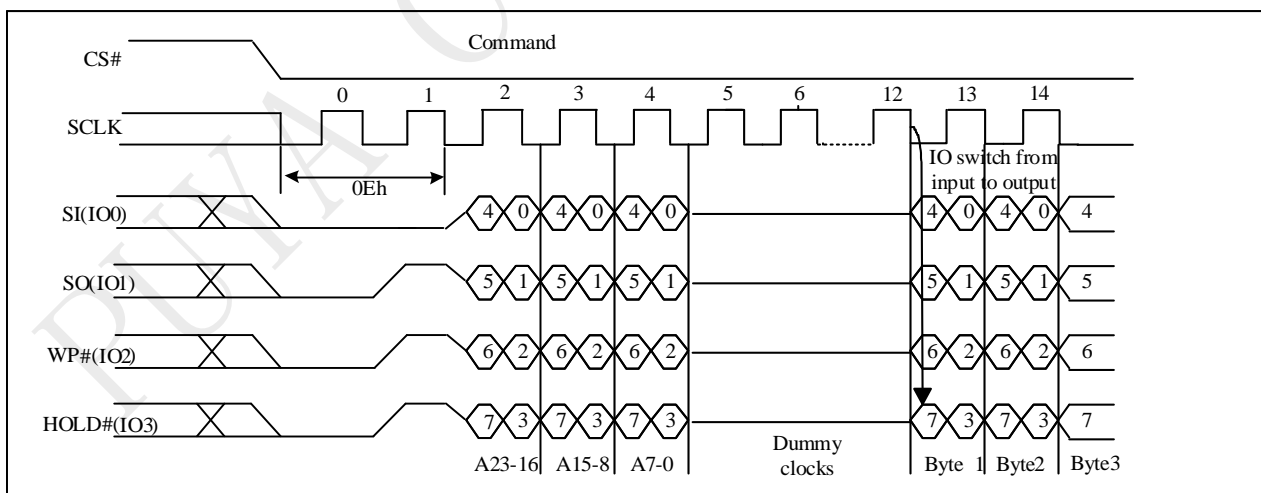 PUYA
Command
CS#
0 1 2 3 4 5 6 12 13 14
SCLK
IO switch from
input to output
0Eh
SI(IO0)
4 0 4 0 4 0 4 0 4 0 4
SO(IO1)
5 1 5 1 5 1 5 1 5 1 5
WP#(IO2)
6 2 6 2 6 2 6 2 6 2 6
HOLD#(IO3)
7 3 7 3 7 3 7 3 7 3 7
Dummy
clocks
A23-16 A15-8 A7-0 Byte 1 Byte2 Byte3